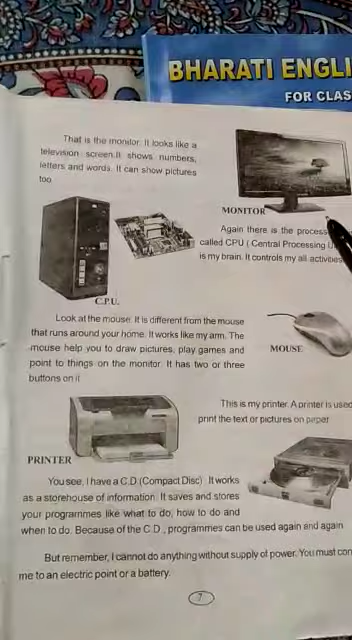 BHARATI ENGLI
FOR CLAS
That is the monitor. It looks like a
television screen.It shows numbers,
letters and words. It can show pictures
too.
MONITOR
Again there is the process
called CPU ( Central Processing U
is my brain. It controls my all activities
C.P.U.
Look at the mouse. It is different from the mouse
that runs around your home. It works like my arm. The
mouse help you to draw pictures, play games and
point to things on the monitor. It has two or three
buttons on it.
MOUSE
This is my printer. A printer is used
print the text or pictures on paper.
PRINTER
You see, I have a C.D (Compact Disc). It works
as a storehouse of information. It saves and stores
your programmes like what to do, how to do and
when to do. Because of the C.D., programmes can be used again and again
But remember, I cannot do anything without supply of power. You must con
me to an electric point or a battery.
7